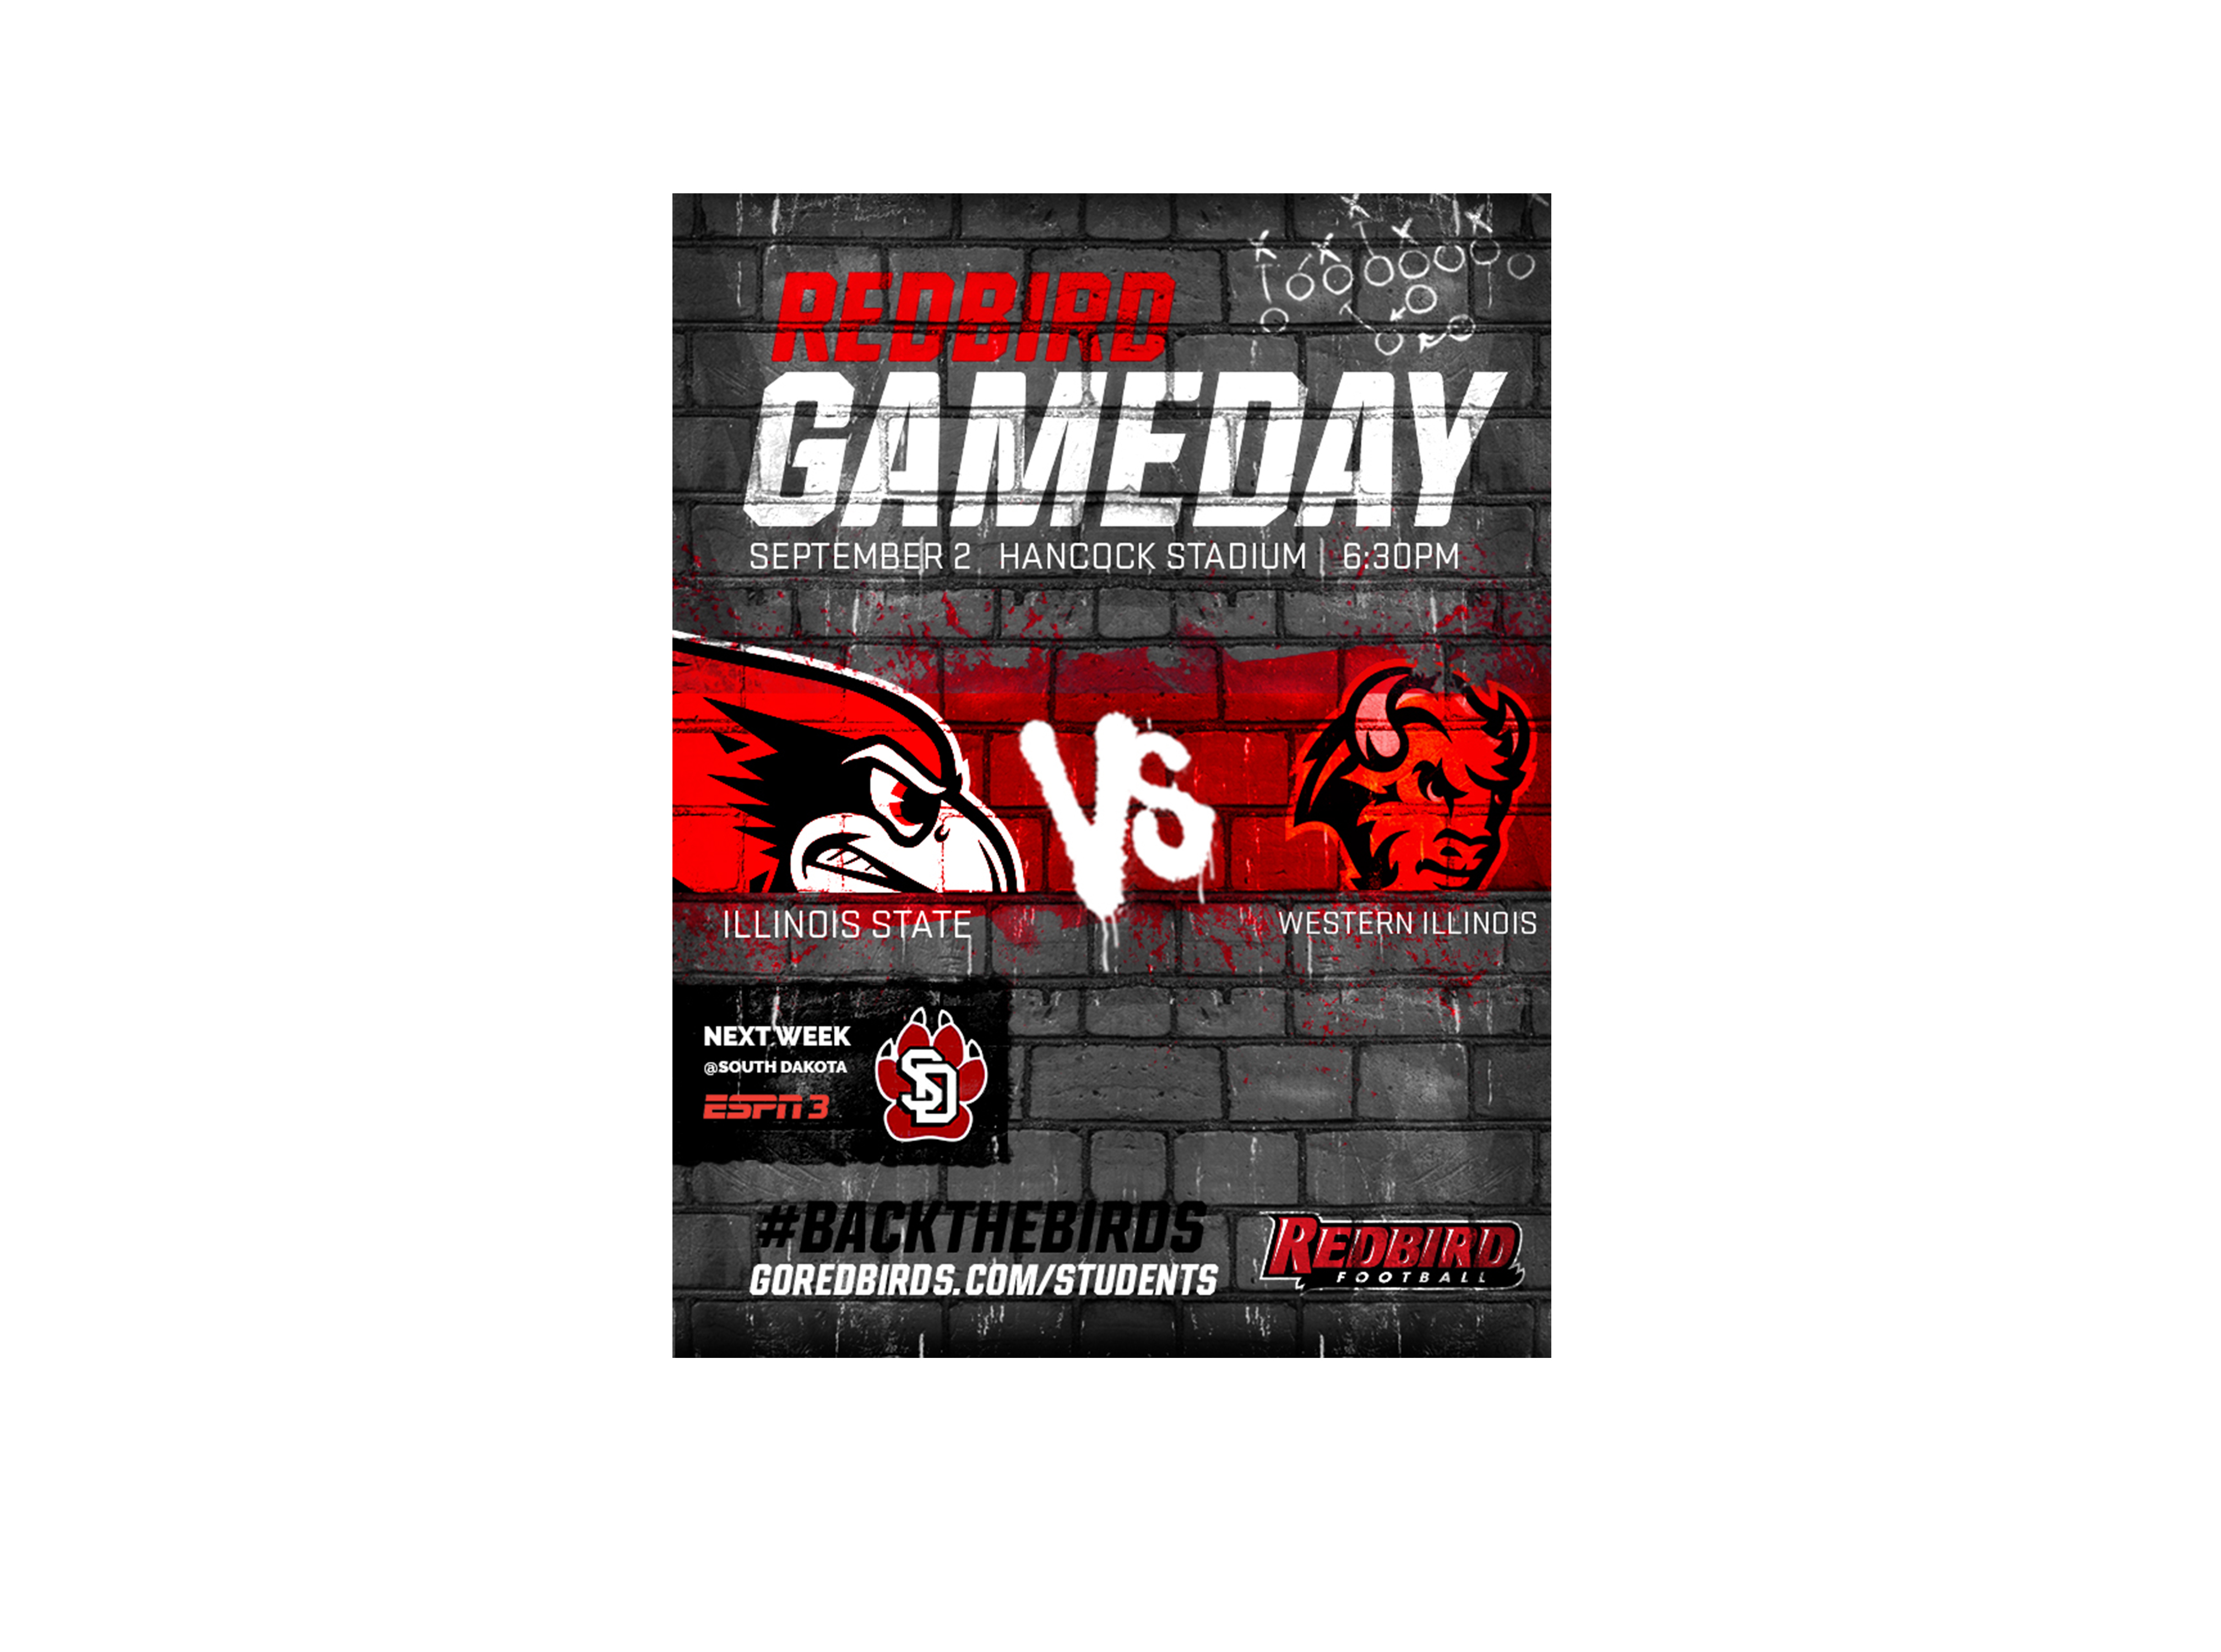 REDBIRD
GAMEDAY
SEPTEMBER 2 HANCOCK STADIUM | 6:30PM
VS
ILLINOIS STATE
WESTERN ILLINOIS
NEXT WEEK
@SOUTH DAKOTA
ESPN3
SD
#BACKTHEBIRDS
GOREDBIRDS.COM/STUDENTS
REDBIRD
FOOTBALL